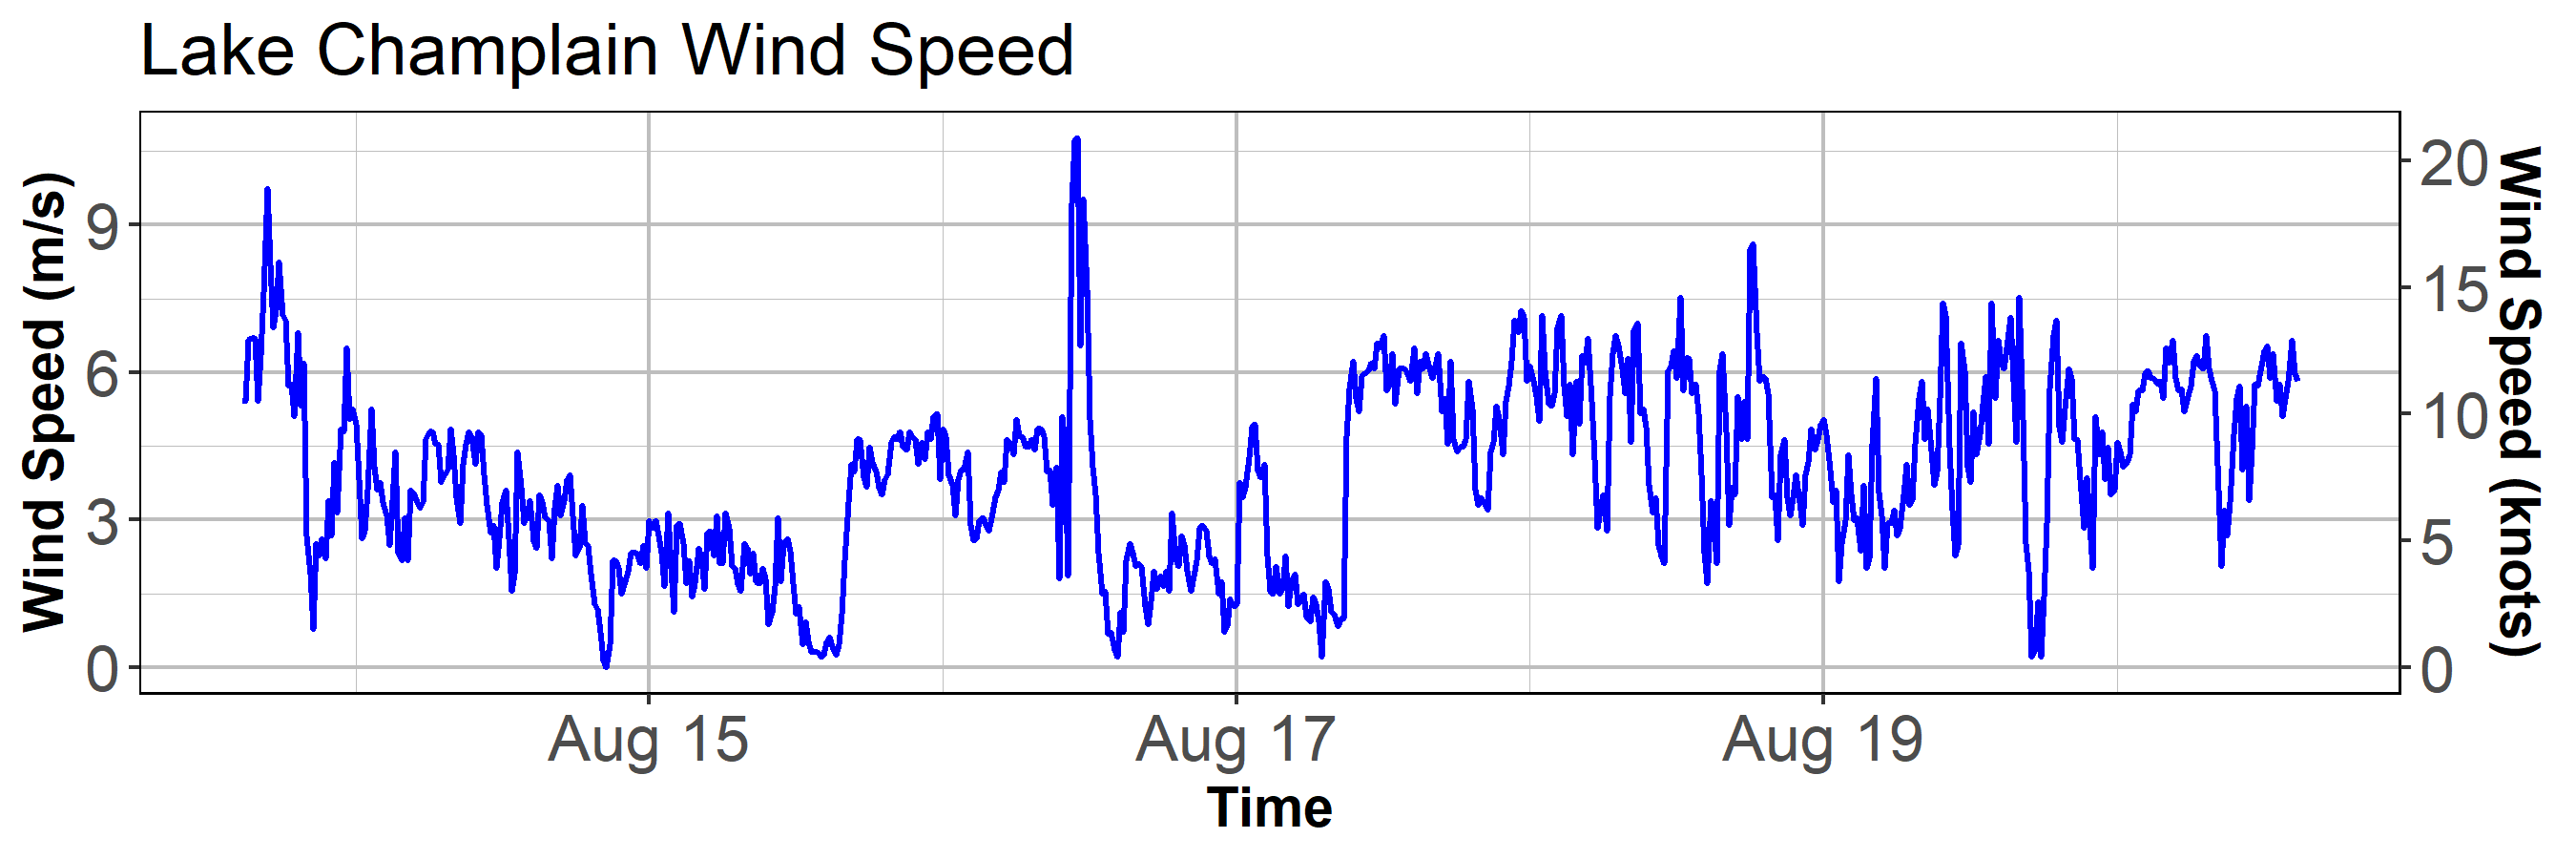 Lake Champlain Wind Speed
Wind Speed (m/s)
9
6
3
0
20
15
10
5
0
Wind Speed (knots)
Aug 15
Aug 17
Aug 19
Time